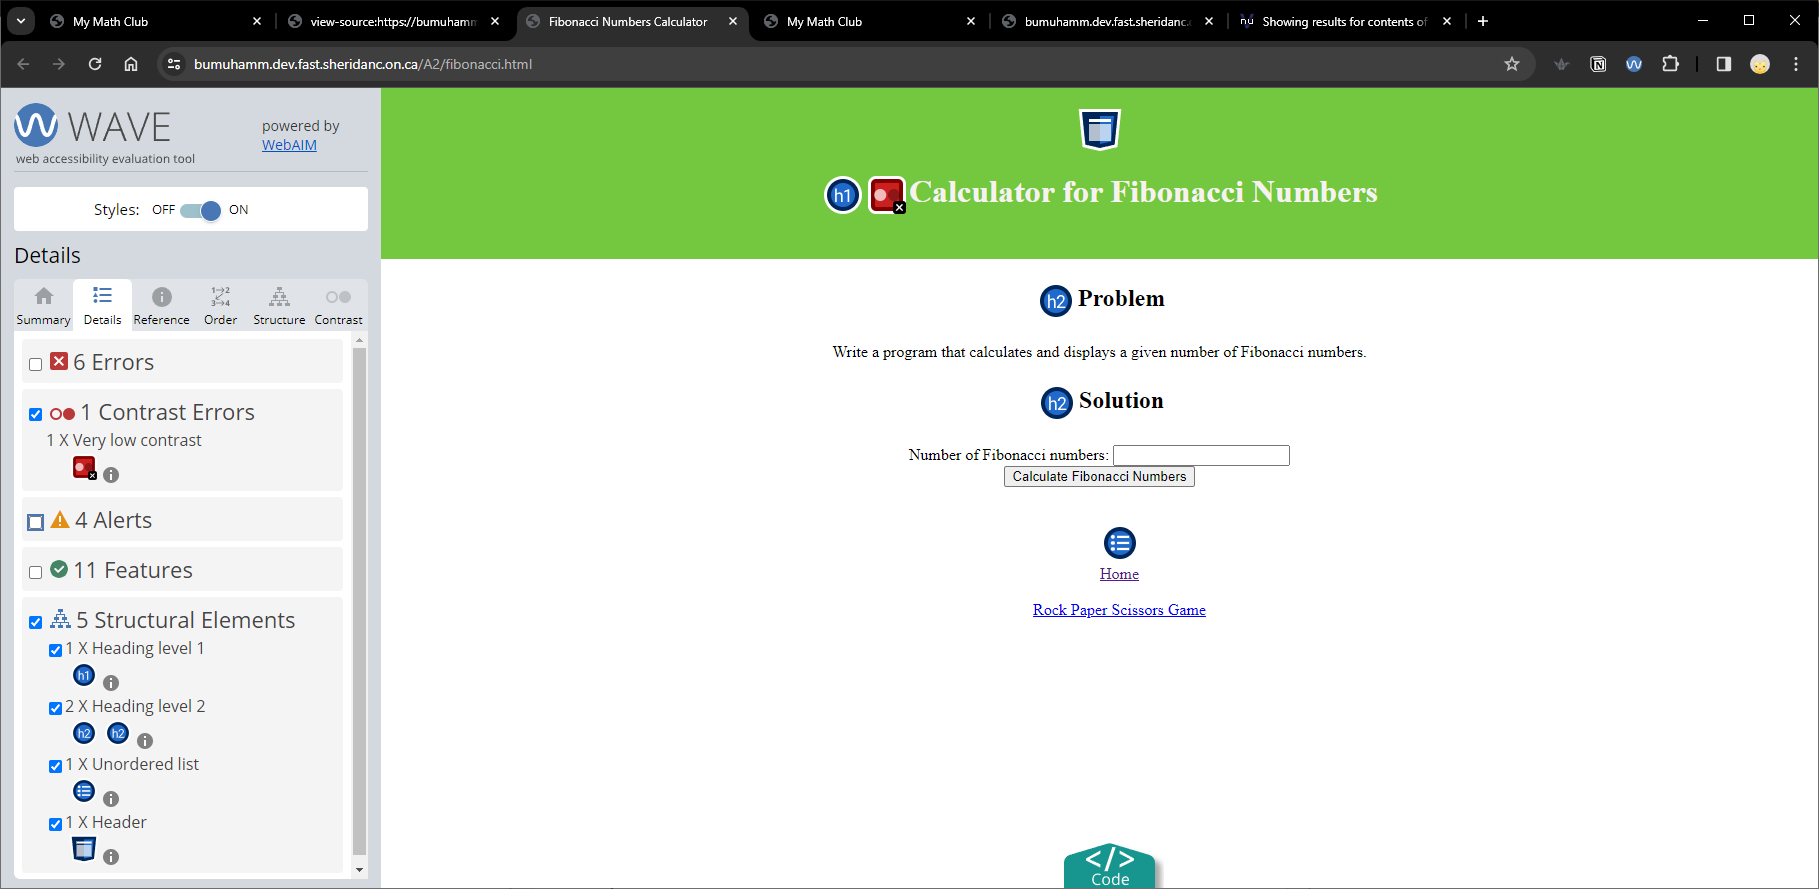 My Math Club
view-source:https://bumuhamm
Fibonacci Numbers Calculator
My Math Club
bumuhamm.dev.fast.sheridanc.
nu
Showing results for contents of
bumuhamm.dev.fast.sheridanc.on.ca/A2/fibonacci.html
WAVE
web accessibility evaluation tool
powered by
WebAIM
Styles: OFF ON
Details
Summary
Details
Reference
Order
Structure
Contrast
6 Errors
1 Contrast Errors
1 X Very low contrast
4 Alerts
11 Features
5 Structural Elements
1 X Heading level 1
h1
2 X Heading level 2
h2 h2
1 X Unordered list
1 X Header
h1 Calculator for Fibonacci Numbers
h2 Problem
Write a program that calculates and displays a given number of Fibonacci numbers.
h2 Solution
Number of Fibonacci numbers:
Calculate Fibonacci Numbers
Home
Rock Paper Scissors Game
</>
Code